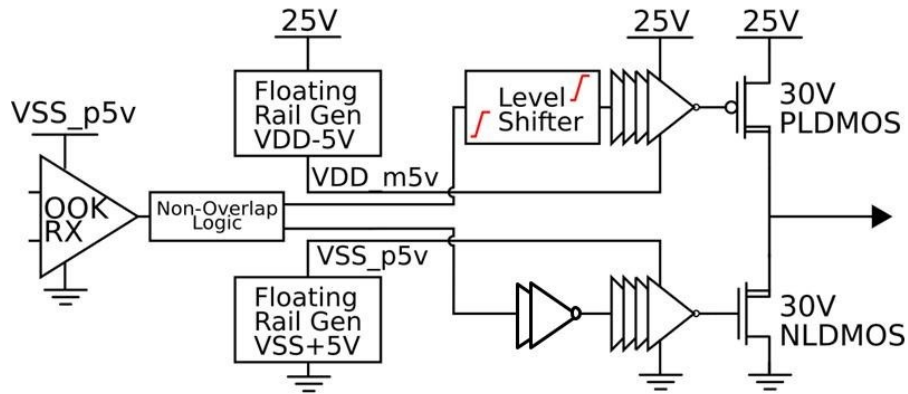 25V
25V
25V
VSS_p5v
Floating
Rail Gen
VDD-5V
Level
Shifter
30V
PLDMOS
VDD_m5v
OOK
RX
Non-Overlap
Logic
VSS_p5v
Floating
Rail Gen
VSS+5V
30V
NLDMOS